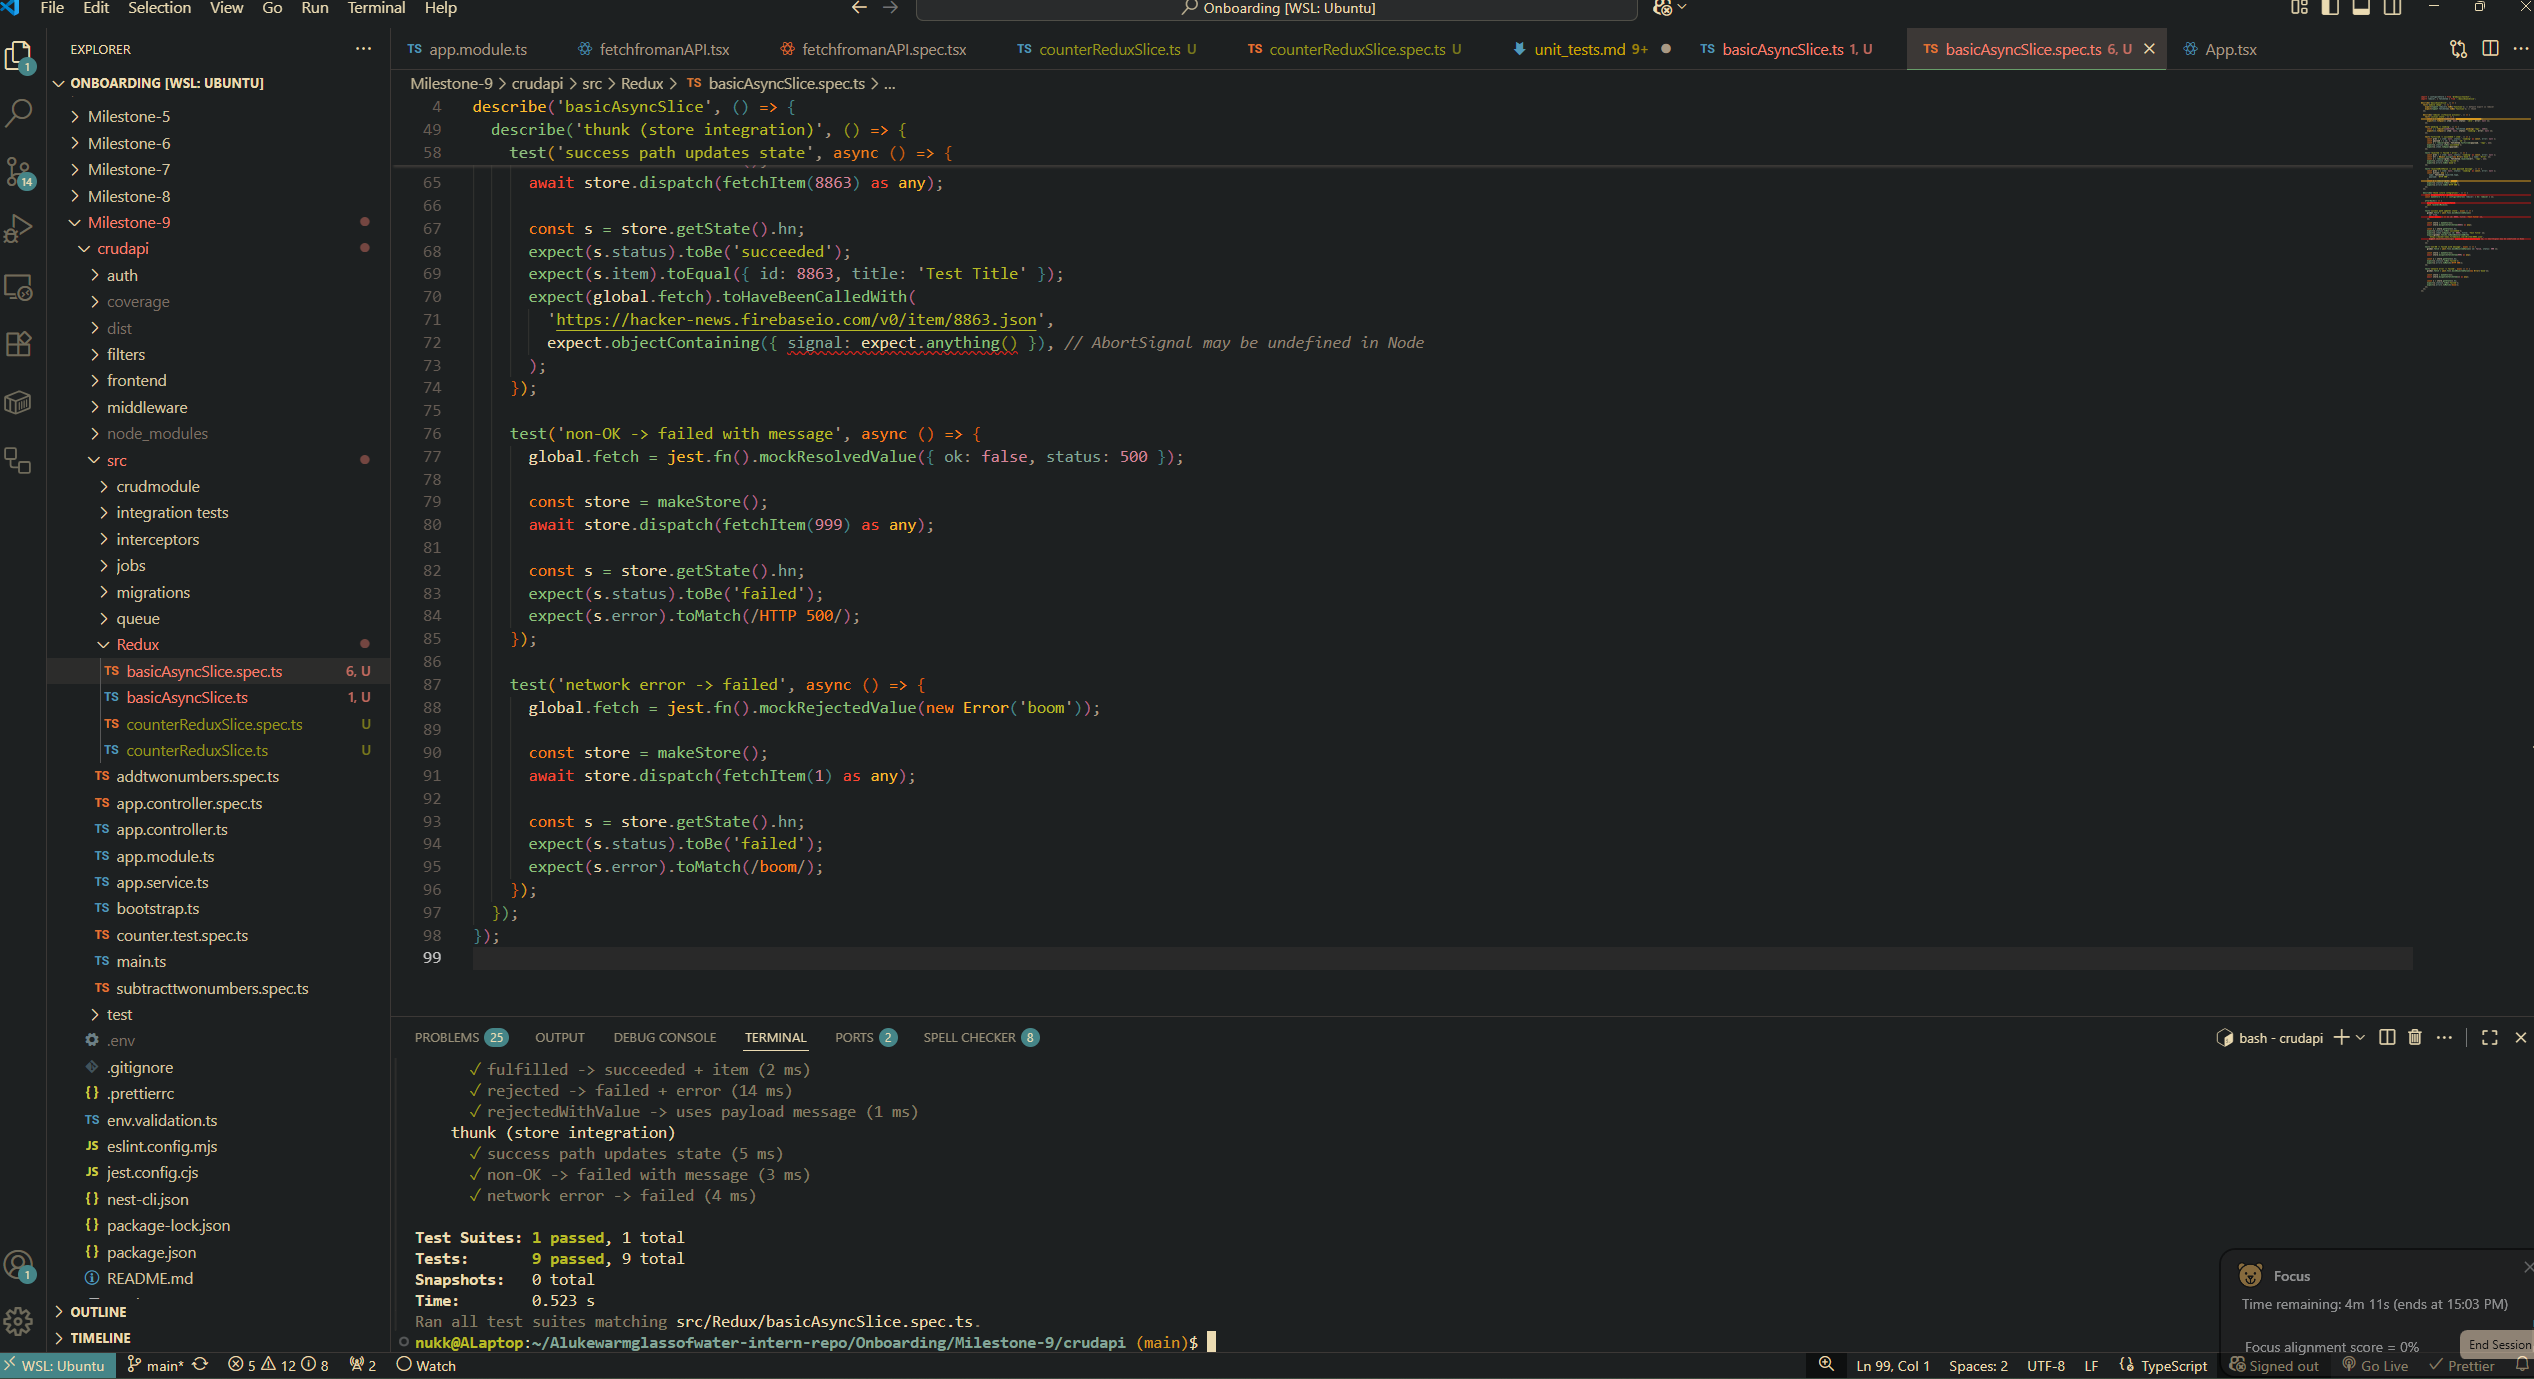 File Edit Selection View Go Run Terminal Help
Onboarding [WSL: Ubuntu]
EXPLORER
ONBOARDING [WSL: UBUNTU]
Milestone-5
Milestone-6
Milestone-7
Milestone-8
Milestone-9
crudapi
auth
coverage
dist
filters
frontend
middleware
node_modules
src
crudmodule
integration tests
interceptors
jobs
migrations
queue
Redux
TS basicAsyncSlice.spec.ts 6, U
TS basicAsyncSlice.ts 1, U
TS counterReduxSlice.spec.ts U
TS counterReduxSlice.ts U
TS addtwonumbers.spec.ts
TS app.controller.spec.ts
TS app.controller.ts
TS app.module.ts
TS app.service.ts
TS bootstrap.ts
TS counter.test.spec.ts
TS main.ts
TS subtracttwonumbers.spec.ts
test
.env
.gitignore
{} .prettierrc
TS env.validation.ts
JS eslint.config.mjs
JS jest.config.cjs
{} nest-cli.json
{} package-lock.json
{} package.json
README.md
OUTLINE
TIMELINE
1
14
1
TS app.module.ts fetchfromanAPI.tsx fetchfromanAPI.spec.tsx TS counterReduxSlice.ts U TS counterReduxSlice.spec.ts U unit_tests.md 9+ TS basicAsyncSlice.ts 1, U TS basicAsyncSlice.spec.ts 6, U App.tsx
Milestone-9 > crudapi > src > Redux > TS basicAsyncSlice.spec.ts > ...
4 describe('basicAsyncSlice', () => {
49 describe('thunk (store integration)', () => {
58 test('success path updates state', async () => {
65 await store.dispatch(fetchItem(8863) as any);
66
67 const s = store.getState().hn;
68 expect(s.status).toBe('succeeded');
69 expect(s.item).toEqual({ id: 8863, title: 'Test Title' });
70 expect(global.fetch).toHaveBeenCalledWith(
71 'https://hacker-news.firebaseio.com/v0/item/8863.json',
72 expect.objectContaining({ signal: expect.anything() }), // AbortSignal may be undefined in Node
73 );
74 });
75
76 test('non-OK -> failed with message', async () => {
77 global.fetch = jest.fn().mockResolvedValue({ ok: false, status: 500 });
78
79 const store = makeStore();
80 await store.dispatch(fetchItem(999) as any);
81
82 const s = store.getState().hn;
83 expect(s.status).toBe('failed');
84 expect(s.error).toMatch(/HTTP 500/);
85 });
86
87 test('network error -> failed', async () => {
88 global.fetch = jest.fn().mockRejectedValue(new Error('boom'));
89
90 const store = makeStore();
91 await store.dispatch(fetchItem(1) as any);
92
93 const s = store.getState().hn;
94 expect(s.status).toBe('failed');
95 expect(s.error).toMatch(/boom/);
96 });
97 });
98 });
99
PROBLEMS 25 OUTPUT DEBUG CONSOLE TERMINAL PORTS 2 SPELL CHECKER 8
bash - crudapi
✓ fulfilled -> succeeded + item (2 ms)
✓ rejected -> failed + error (14 ms)
✓ rejectedWithValue -> uses payload message (1 ms)
thunk (store integration)
✓ success path updates state (5 ms)
✓ non-OK -> failed with message (3 ms)
✓ network error -> failed (4 ms)
Test Suites: 1 passed, 1 total
Tests: 9 passed, 9 total
Snapshots: 0 total
Time: 0.523 s
Ran all test suites matching src/Redux/basicAsyncSlice.spec.ts.
nukk@ALaptop:~/Alukewarmglassofwater-intern-repo/Onboarding/Milestone-9/crudapi (main)$
Focus
Time remaining: 4m 11s (ends at 15:03 PM)
Focus alignment score = 0%
End Session
WSL: Ubuntu main* 5 12 8 2 Watch
Ln 99, Col 1 Spaces: 2 UTF-8 LF {} TypeScript Signed out Go Live Prettier